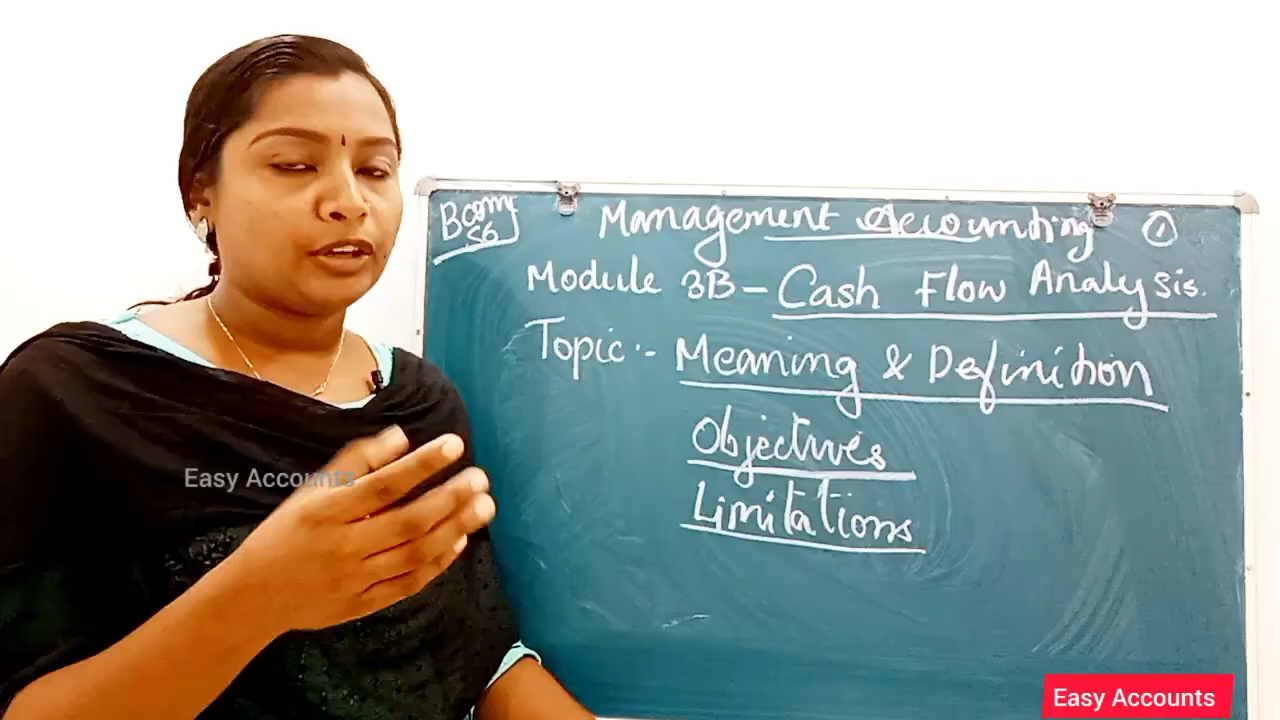 Bcom
S6
Management Accounting 1
Module 3B - Cash Flow Analysis.
Topic:- Meaning & Definition
Objectives
Limitations
Easy Accounts
Easy Accounts